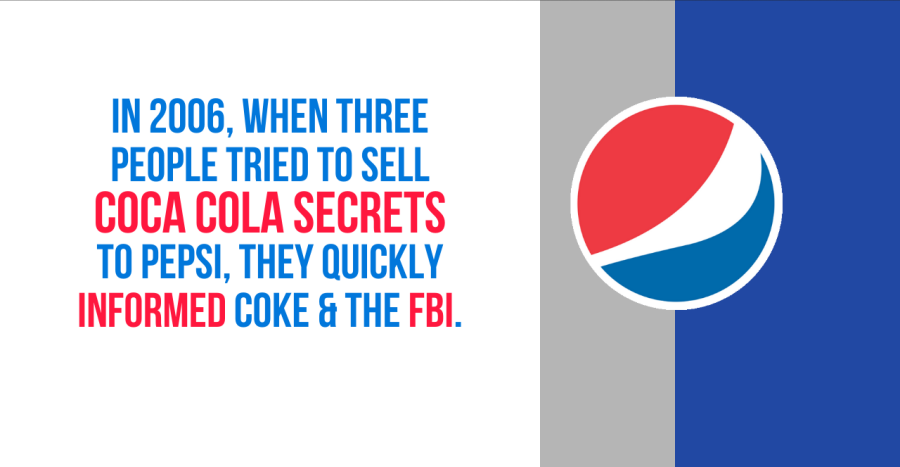 IN 2006, WHEN THREE
PEOPLE TRIED TO SELL
COCA COLA SECRETS
TO PEPSI, THEY QUICKLY
INFORMED COKE & THE FBI.